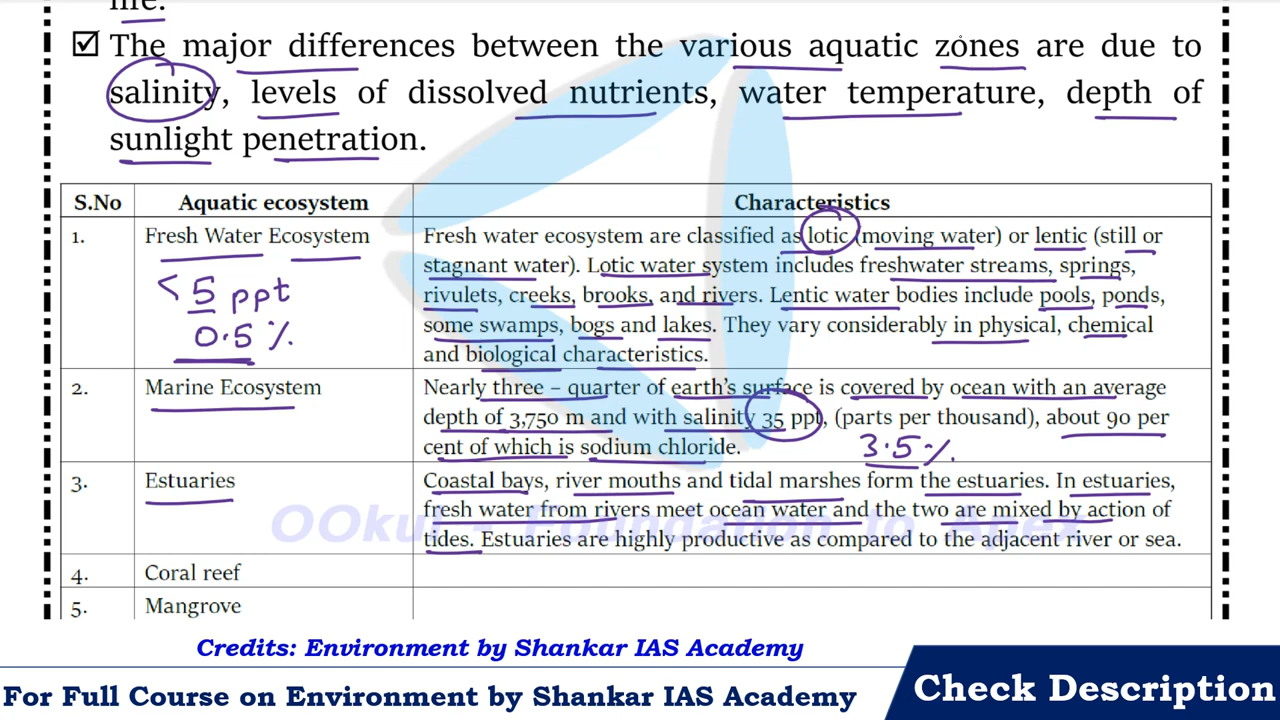 life.
☑ The major differences between the various aquatic zones are due to
salinity, levels of dissolved nutrients, water temperature, depth of
sunlight penetration.
S.No Aquatic ecosystem Characteristics
1. Fresh Water Ecosystem Fresh water ecosystem are classified as lotic (moving water) or lentic (still or
stagnant water). Lotic water system includes freshwater streams, springs,
< 5 ppt rivulets, creeks, brooks, and rivers. Lentic water bodies include pools, ponds,
0.5 % some swamps, bogs and lakes. They vary considerably in physical, chemical
and biological characteristics.
2. Marine Ecosystem Nearly three – quarter of earth's surface is covered by ocean with an average
depth of 3,750 m and with salinity 35 ppt, (parts per thousand), about 90 per
cent of which is sodium chloride. 3.5 %
3. Estuaries Coastal bays, river mouths and tidal marshes form the estuaries. In estuaries,
fresh water from rivers meet ocean water and the two are mixed by action of
OOkul - Foundation to Apex
tides. Estuaries are highly productive as compared to the adjacent river or sea.
4. Coral reef
5. Mangrove
Credits: Environment by Shankar IAS Academy
For Full Course on Environment by Shankar IAS Academy
Check Description